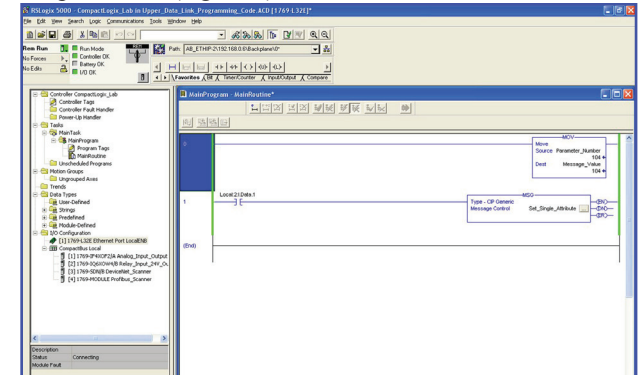 RSLogix 5000 - CompactLogix_Lab in Upper_Data_Link_Programming_Code.ACD [1769-L32E]*
File Edit View Search Logic Communications Tools Window Help
Rem Run
Run Mode
No Forces
Controller OK
Battery OK
No Edits
I/O OK
REM
Path: AB_ETHIP-2\192.168.0.6\Backplane\0*
Favorites Bit Timer/Counter Input/Output Compare
Controller CompactLogix_Lab
Controller Tags
Controller Fault Handler
Power-Up Handler
Tasks
MainTask
MainProgram
Program Tags
MainRoutine
Unscheduled Programs
Motion Groups
Ungrouped Axes
Trends
Data Types
User-Defined
Strings
Predefined
Module-Defined
I/O Configuration
[1] 1769-L32E Ethernet Port LocalENB
CompactBus Local
[1] 1769-IF4XOF2/A Analog_Input_Output
[2] 1769-IQ6XOW4/B Relay_Input_24V_Ou
[3] 1769-SDN/B DeviceNet_Scanner
[4] 1769-MODULE Profibus_Scanner
Description
Status Connecting
Module Fault
MainProgram - MainRoutine*
0
MOV
Move
Source Parameter_Number
104
Dest Message_Value
104
1
Local:2:I.Data.1
MSG
Type - CIP Generic
Message Control Set_Single_Attribute ...
EN
DN
ER
(End)